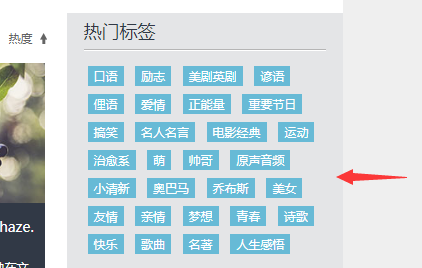 热度
热门标签
口语 励志 美剧英剧 谚语
俚语 爱情 正能量 重要节日
搞笑 名人名言 电影经典 运动
治愈系 萌 帅哥 原声音频
小清新 奥巴马 乔布斯 美女
haze.
友情 亲情 梦想 青春 诗歌
快乐 歌曲 名著 人生感悟